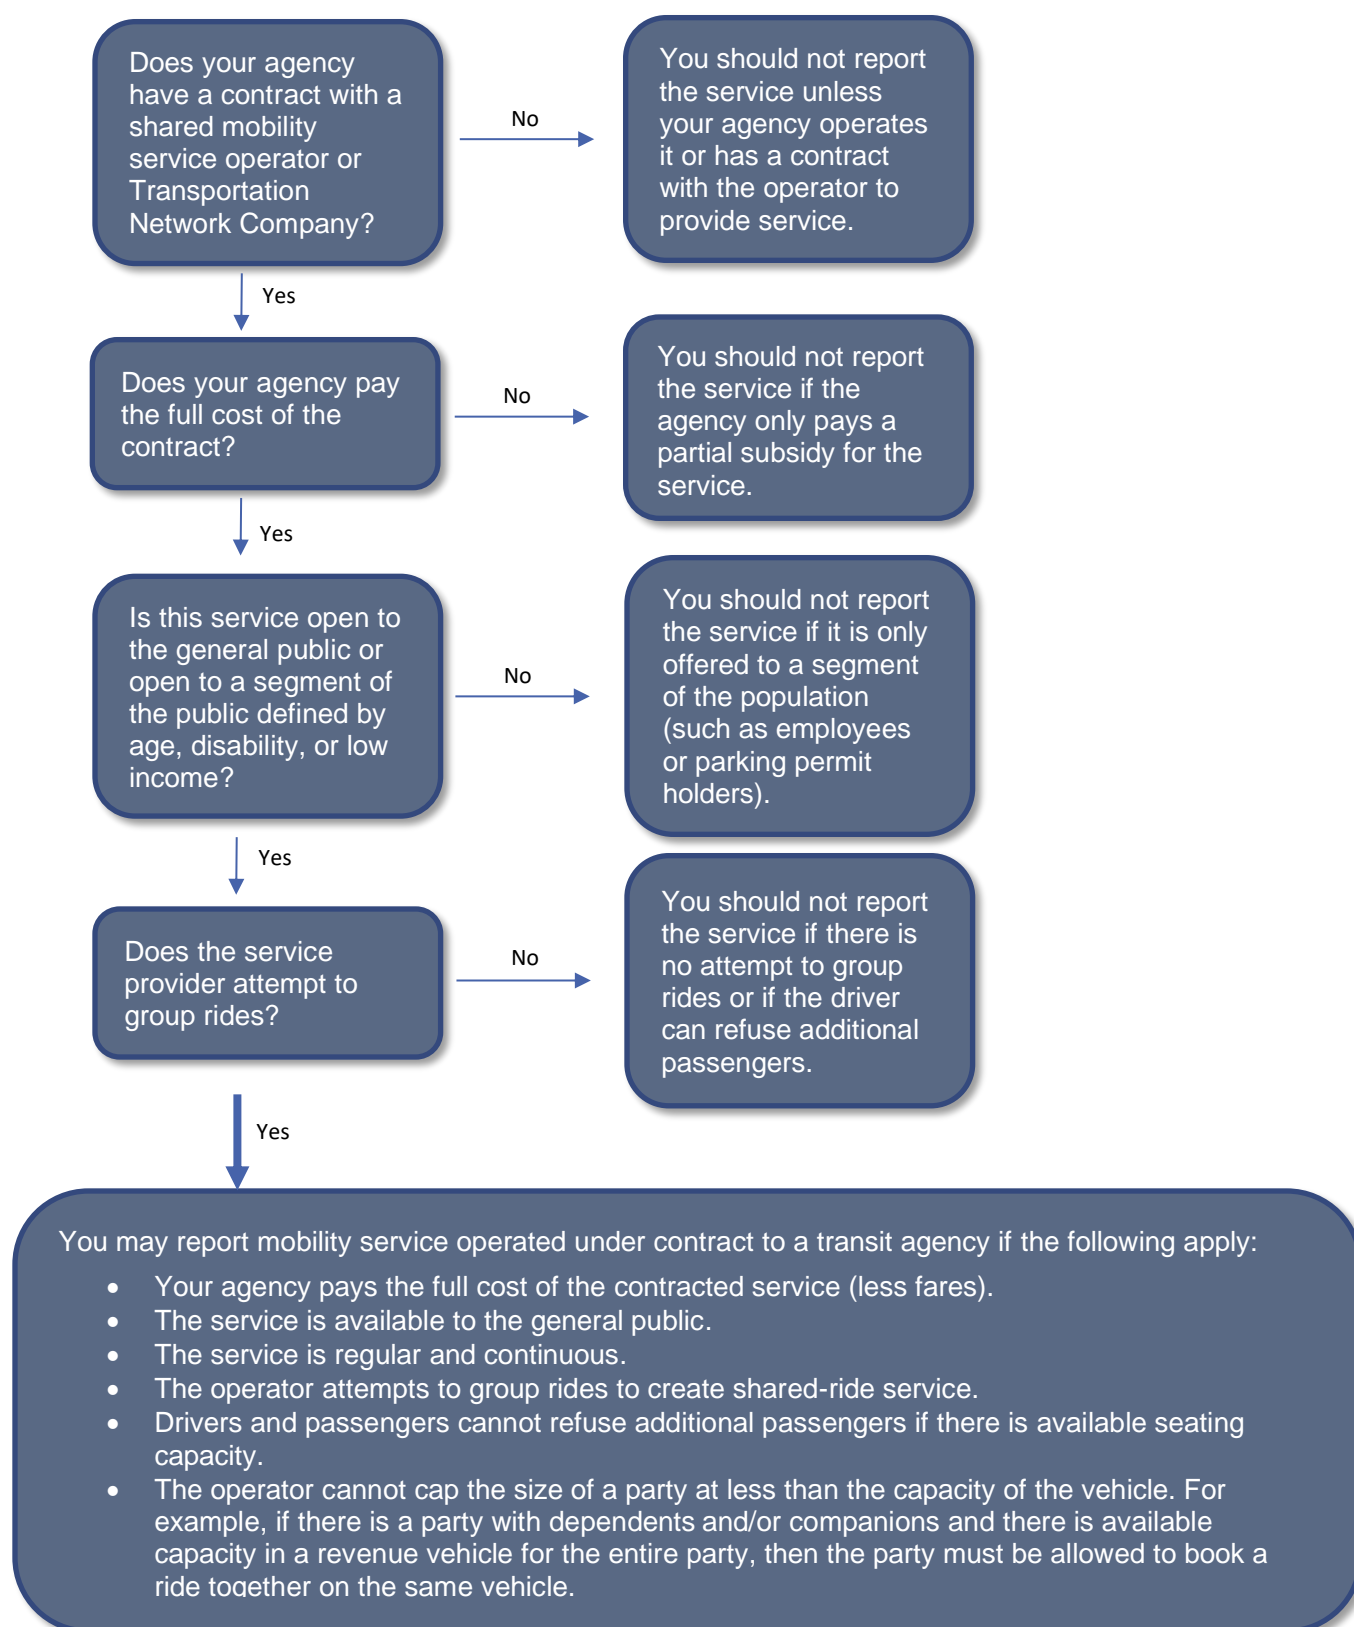 Does your agency
have a contract with a
shared mobility
service operator or
Transportation
Network Company?
No
You should not report
the service unless
your agency operates
it or has a contract
with the operator to
provide service.
Yes
Does your agency pay
the full cost of the
contract?
No
You should not report
the service if the
agency only pays a
partial subsidy for the
service.
Yes
Is this service open to
the general public or
open to a segment of
the public defined by
age, disability, or low
income?
No
You should not report
the service if it is only
offered to a segment
of the population
(such as employees
or parking permit
holders).
Yes
Does the service
provider attempt to
group rides?
No
You should not report
the service if there is
no attempt to group
rides or if the driver
can refuse additional
passengers.
Yes
You may report mobility service operated under contract to a transit agency if the following apply:
• Your agency pays the full cost of the contracted service (less fares).
• The service is available to the general public.
• The service is regular and continuous.
• The operator attempts to group rides to create shared-ride service.
• Drivers and passengers cannot refuse additional passengers if there is available seating
capacity.
• The operator cannot cap the size of a party at less than the capacity of the vehicle. For
example, if there is a party with dependents and/or companions and there is available
capacity in a revenue vehicle for the entire party, then the party must be allowed to book a
ride together on the same vehicle.